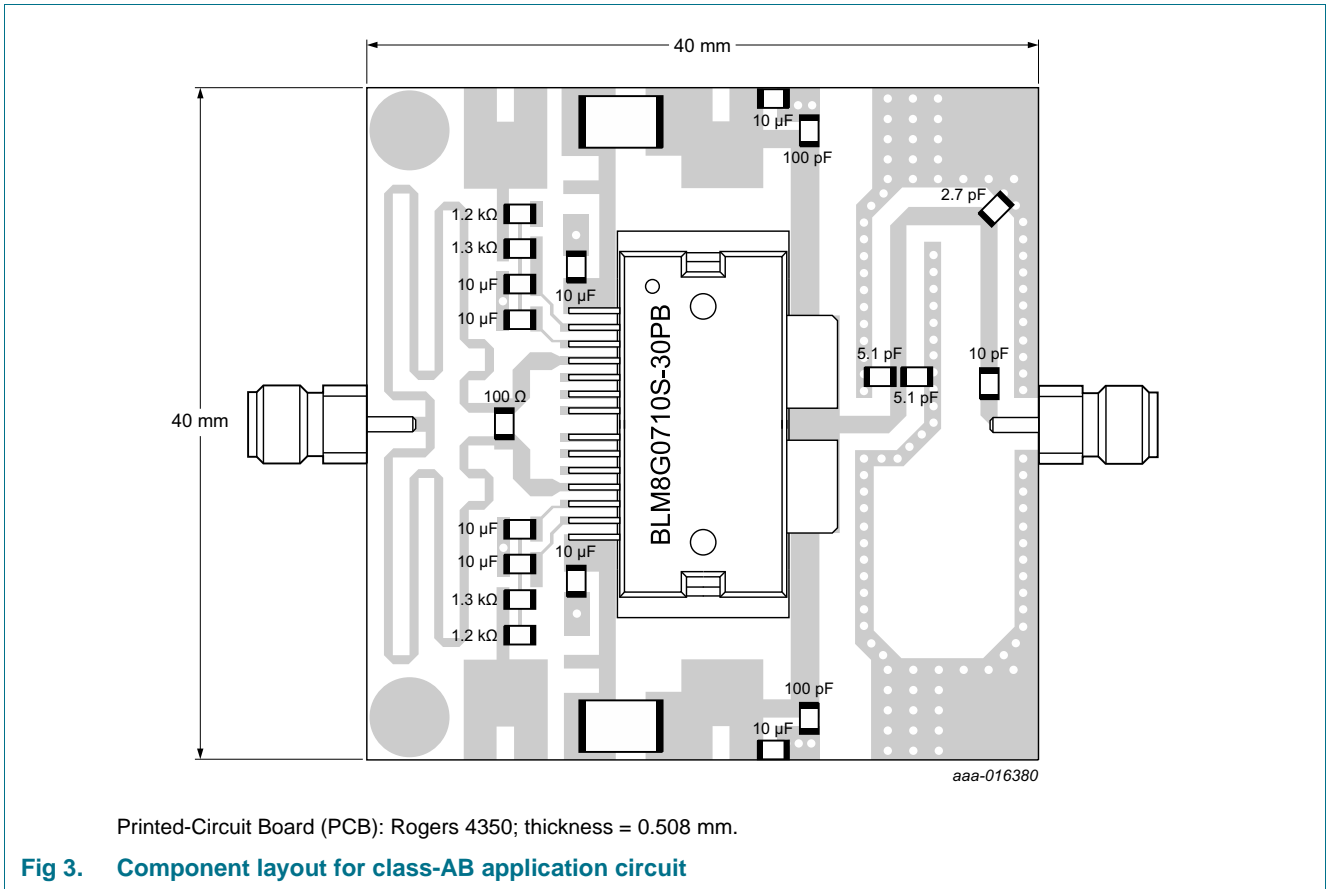 40 mm
10 µF
100 pF
2.7 pF
1.2 kΩ
1.3 kΩ
10 µF
10 µF
10 µF
BLM8G0710S-30PB
5.1 pF
10 pF
5.1 pF
100 Ω
40 mm
10 µF
10 µF
10 µF
1.3 kΩ
1.2 kΩ
100 pF
10 µF
aaa-016380
Printed-Circuit Board (PCB): Rogers 4350; thickness = 0.508 mm.
Fig 3. Component layout for class-AB application circuit